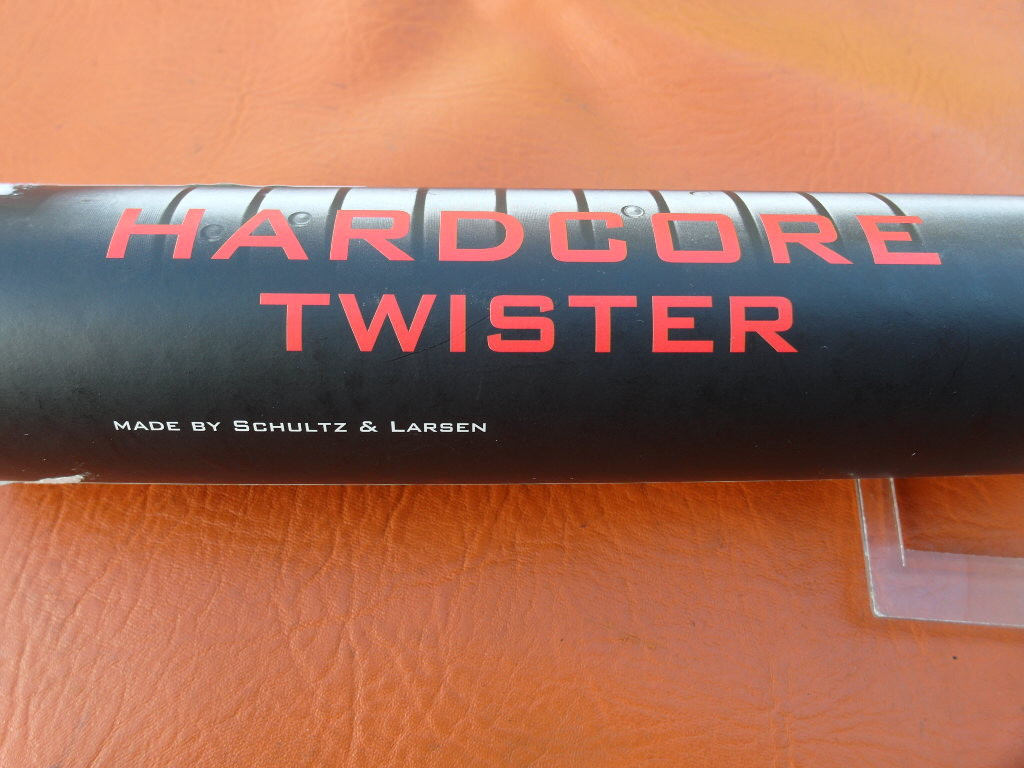 HARDCORE
TWISTER
MADE BY SCHULTZ & LARSEN